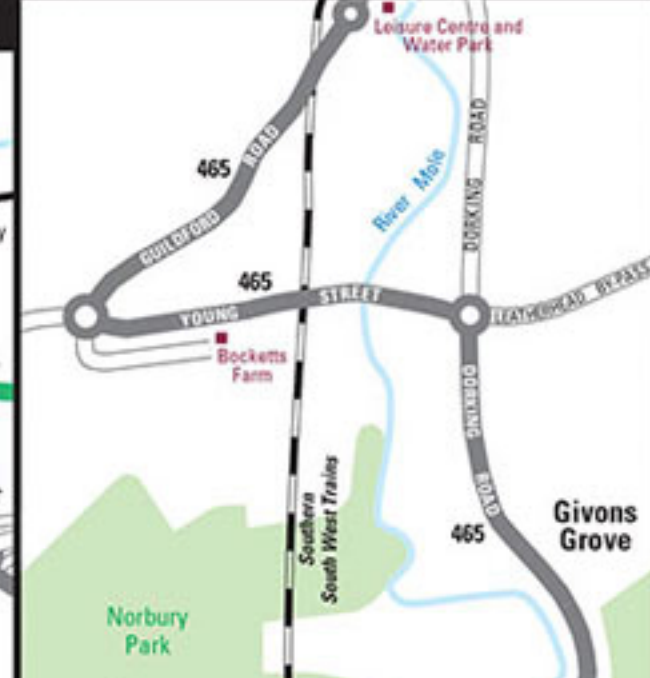 Leisure Centre and
Water Park
ROAD
465
ROAD
River Mole
GUILDFORD
DORKING
465
STREET
YOUNG
LEATHERHEAD BY-PASS
Bocketts
Farm
DORKING
ROAD
Southern
South West Trains
465
Givons
Grove
Norbury
Park